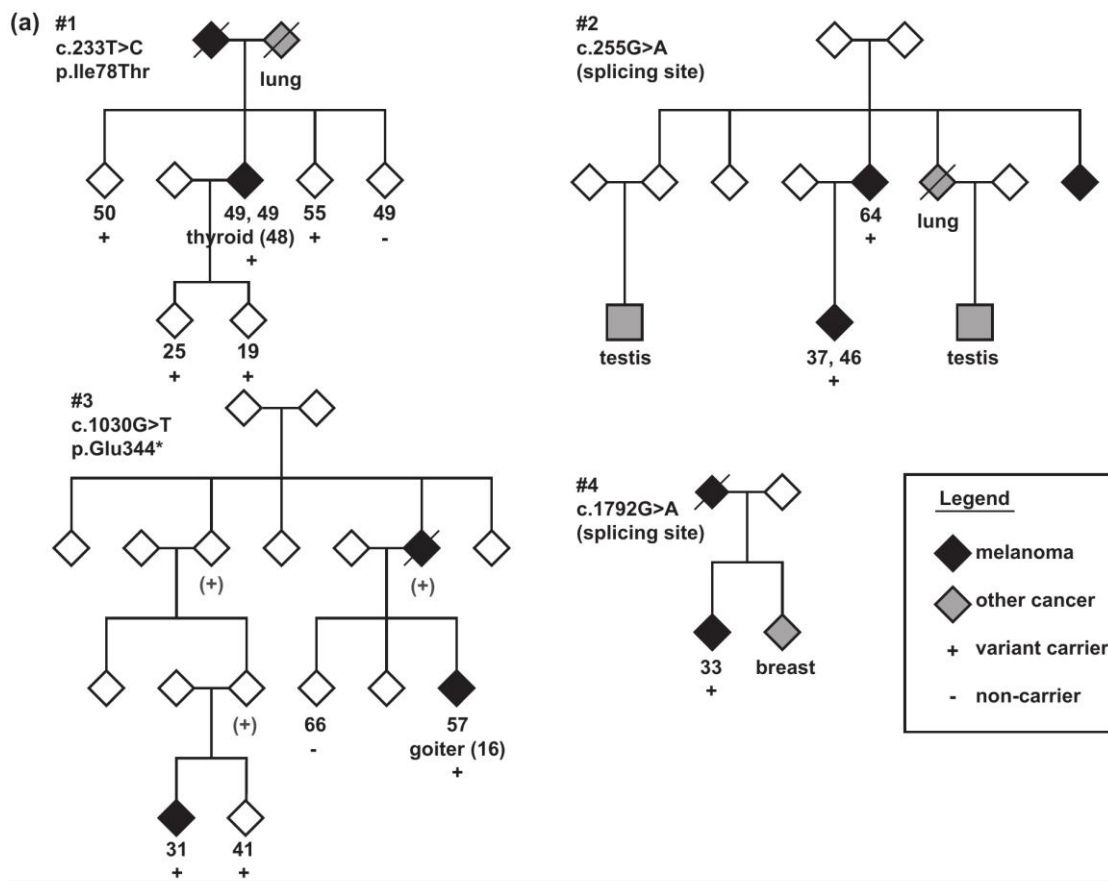 (a)
#1
c.233T>C
p.Ile78Thr
lung
50
+
49, 49
thyroid (48)
+
55
+
49
-
25
+
19
+
#2
c.255G>A
(splicing site)
64
+
lung
testis
37, 46
+
testis
#3
c.1030G>T
p.Glu344*
(+)
(+)
(+)
66
-
57
goiter (16)
+
31
+
41
+
#4
c.1792G>A
(splicing site)
33
+
breast
Legend
melanoma
other cancer
+ variant carrier
- non-carrier